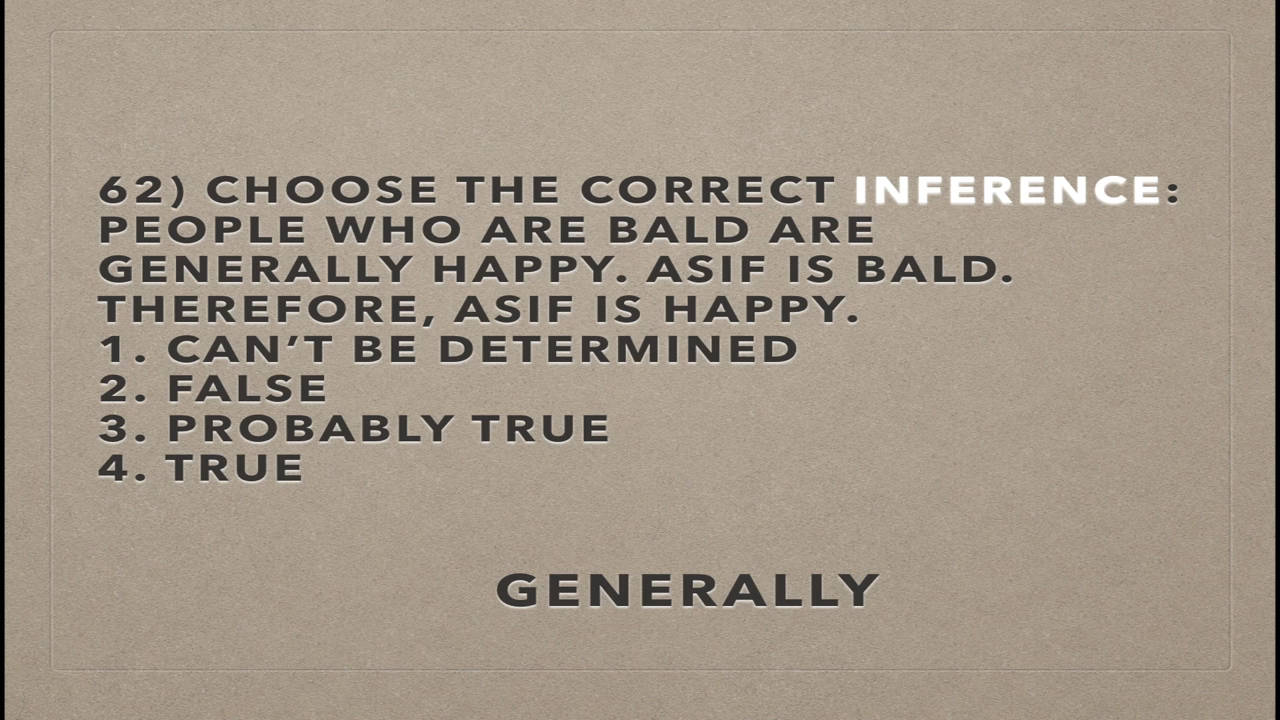 62) CHOOSE THE CORRECT INFERENCE:
PEOPLE WHO ARE BALD ARE
GENERALLY HAPPY. ASIF IS BALD.
THEREFORE, ASIF IS HAPPY.
1. CAN’T BE DETERMINED
2. FALSE
3. PROBABLY TRUE
4. TRUE
GENERALLY